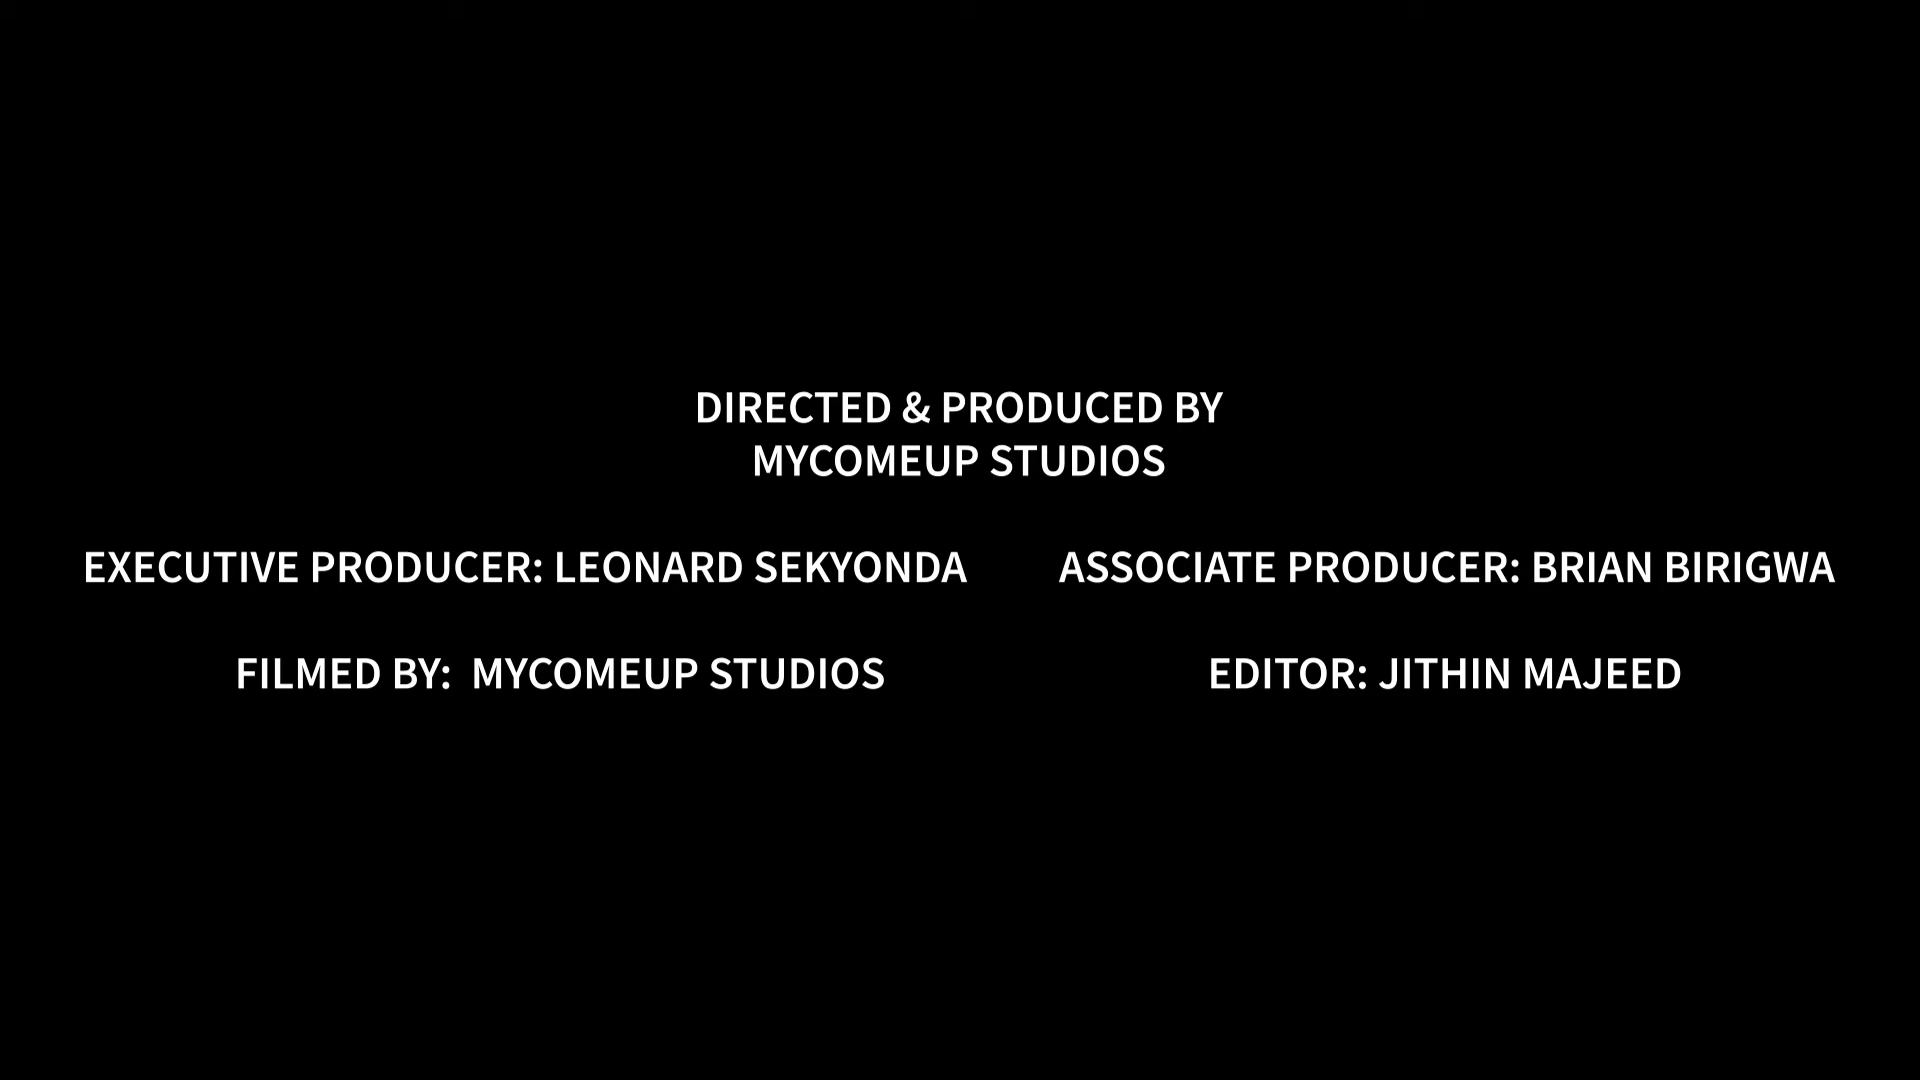 DIRECTED & PRODUCED BY
MYCOMEUP STUDIOS
EXECUTIVE PRODUCER: LEONARD SEKYONDA
ASSOCIATE PRODUCER: BRIAN BIRIGWA
FILMED BY: MYCOMEUP STUDIOS
EDITOR: JITHIN MAJEED